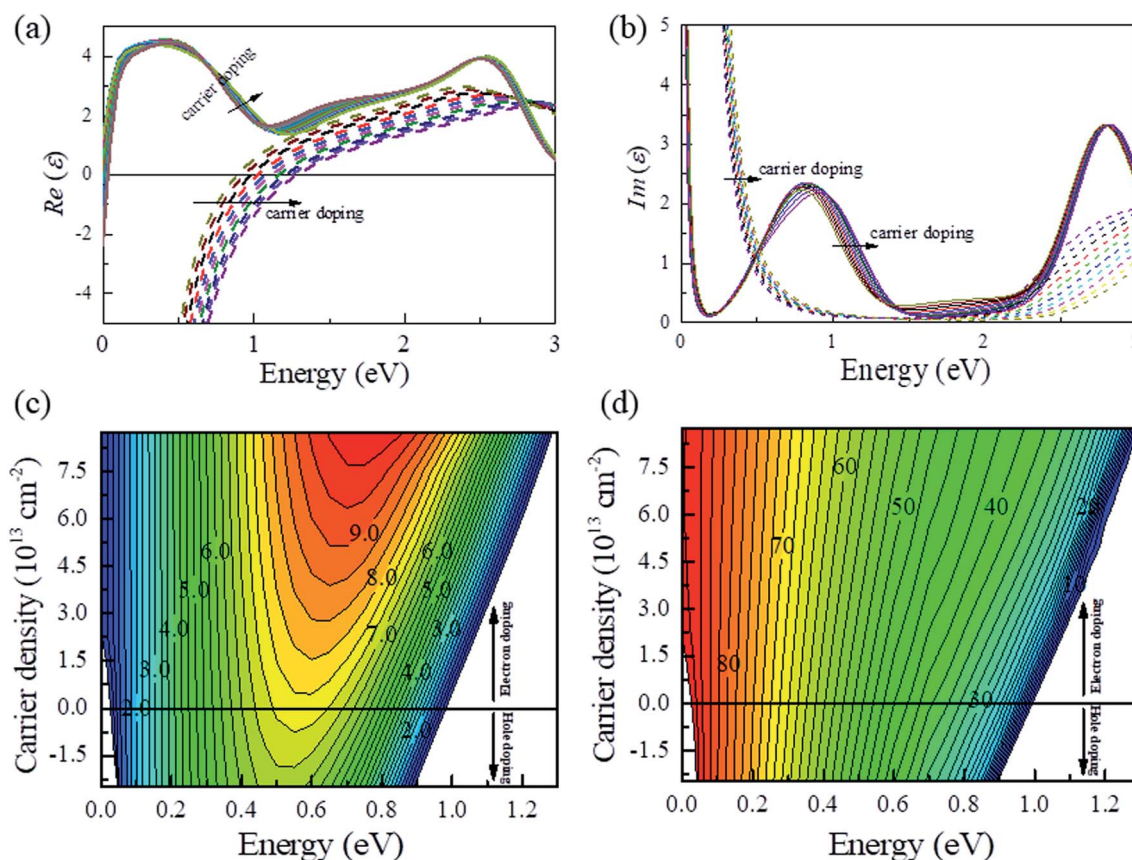 (a)
4
2
0
-2
-4
Re (ε)
carrier doping
carrier doping
0
1
2
3
Energy (eV)
(b)
5
4
3
2
1
0
Im (ε)
carrier doping
carrier doping
0
2
Energy (eV)
(c)
7.5
6.0
4.5
3.0
1.5
0.0
-1.5
Carrier density (10¹³ cm⁻²)
9.0
6.0
6.0
8.0
5.0
5.0
4.0
3.0
7.0
3.0
4.0
2.0
2.0
Electron doping
Hole doping
0.0 0.2 0.4 0.6 0.8 1.0 1.2
Energy (eV)
(d)
7.5
6.0
4.5
3.0
1.5
0.0
-1.5
Carrier density (10¹³ cm⁻²)
60
50
40
20
70
10
80
30
Electron doping
Hole doping
0.0 0.2 0.4 0.6 0.8 1.0 1.2
Energy (eV)